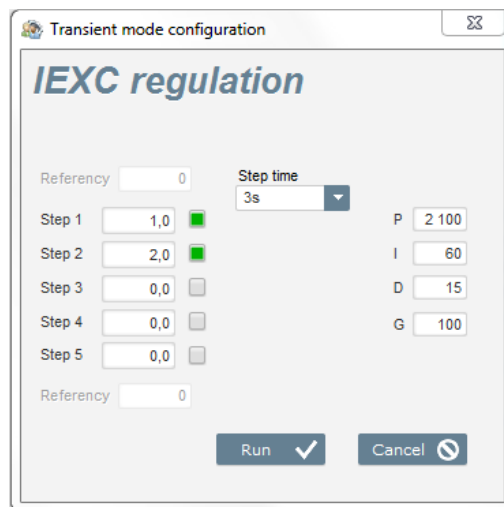 Transient mode configuration
IEXC regulation
Referency 0
Step time
3s
Step 1 1,0
P 2 100
Step 2 2,0
I 60
Step 3 0,0
D 15
Step 4 0,0
G 100
Step 5 0,0
Referency 0
Run
Cancel